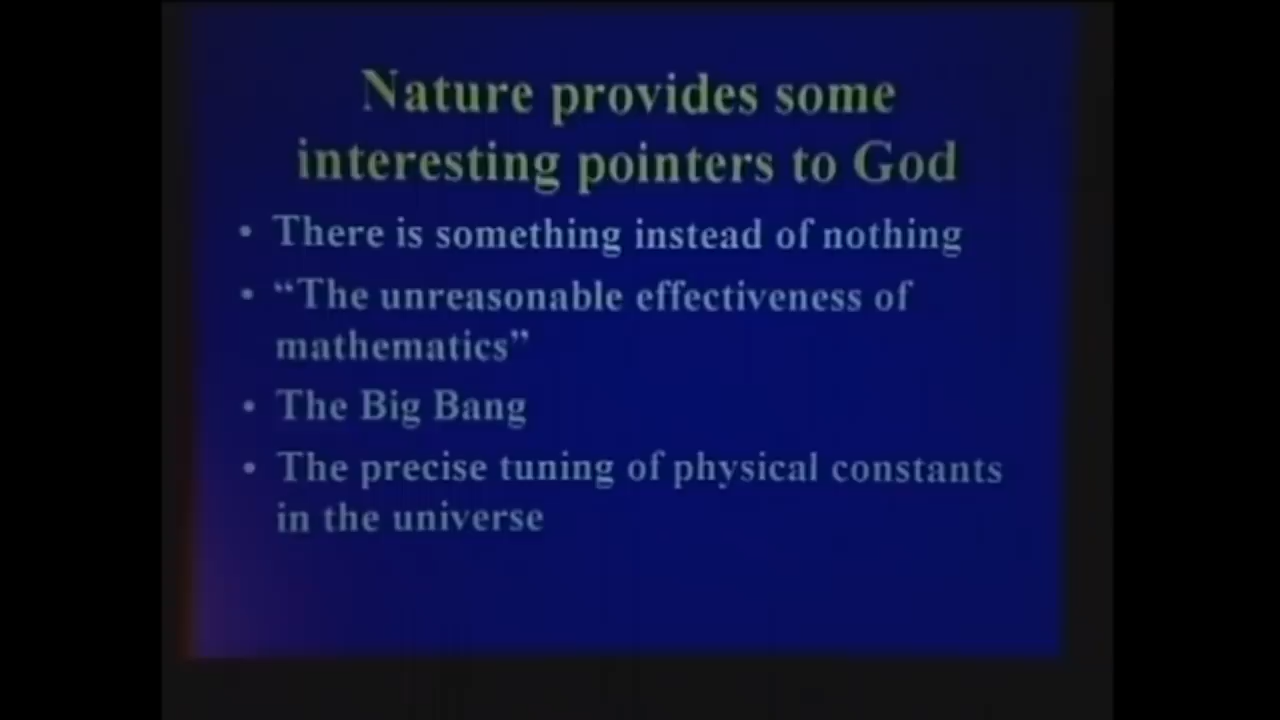 Nature provides some
interesting pointers to God
• There is something instead of nothing
• “The unreasonable effectiveness of
mathematics”
• The Big Bang
• The precise tuning of physical constants
in the universe